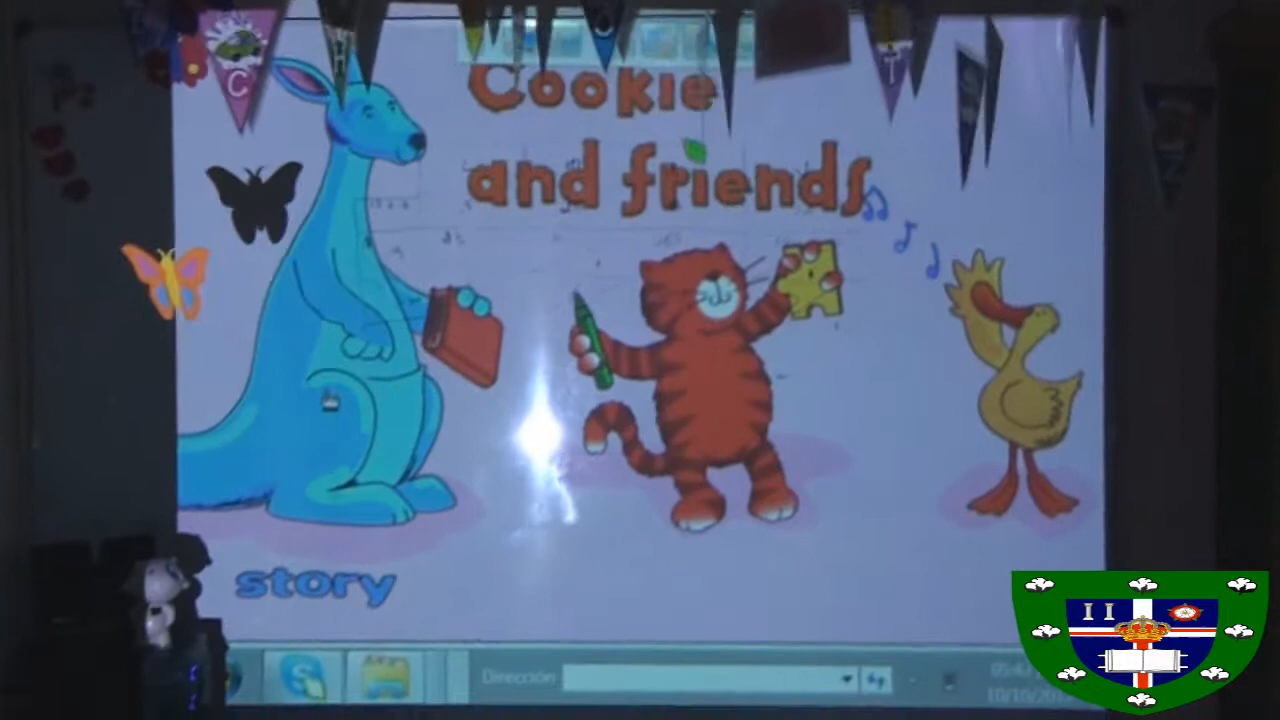 C
H
T
Cookie
and friends
story
Dirección
II